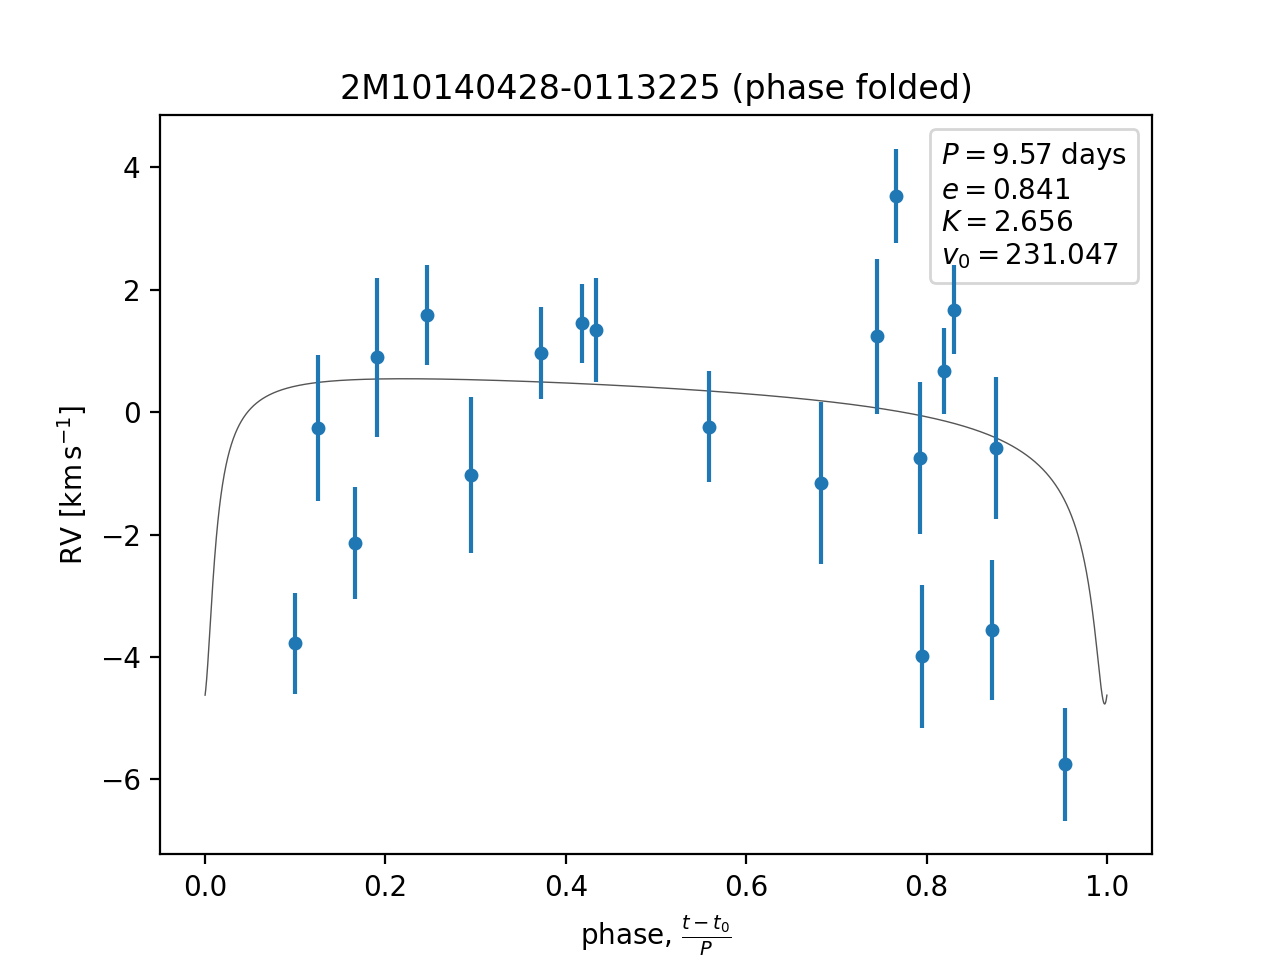 2M10140428-0113225 (phase folded)
P = 9.57 days
e = 0.841
K = 2.656
v₀ = 231.047
4
2
0
−2
−4
−6
RV [km s⁻¹]
0.0 0.2 0.4 0.6 0.8 1.0
phase, (t − t₀)/P